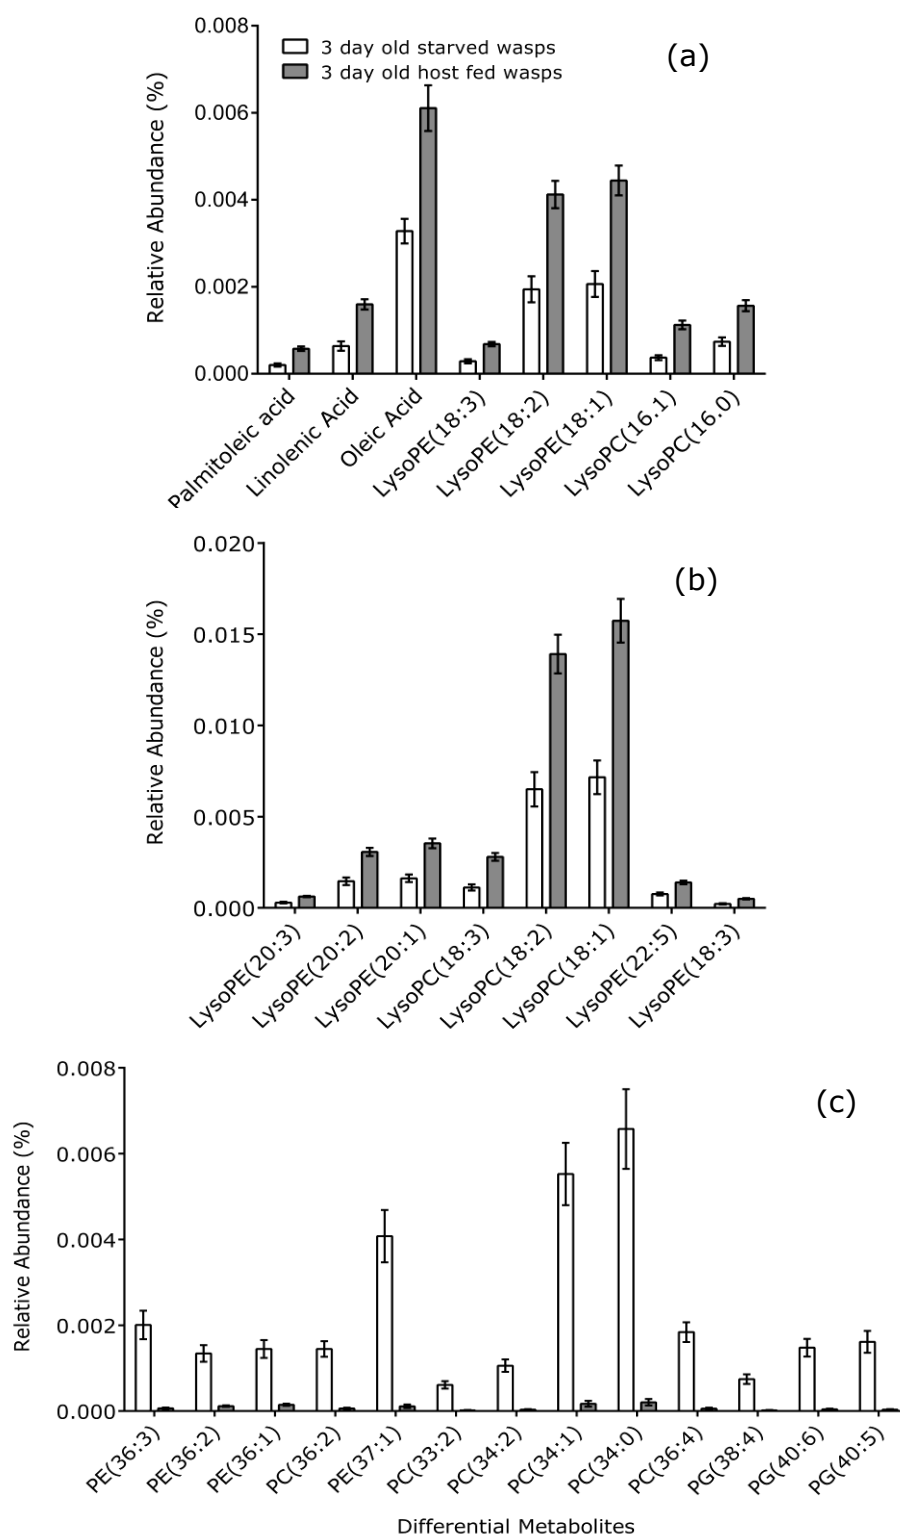 0.008
(a)
3 day old starved wasps
3 day old host fed wasps
0.006
0.004
0.002
0.000
Relative Abundance (%)
Palmitoleic acid
Linolenic Acid
Oleic Acid
LysoPE(18:3)
LysoPE(18:2)
LysoPE(18:1)
LysoPC(16.1)
LysoPC(16.0)
0.020
(b)
0.015
0.010
0.005
0.000
Relative Abundance (%)
LysoPE(20:3)
LysoPE(20:2)
LysoPE(20:1)
LysoPC(18:3)
LysoPC(18:2)
LysoPC(18:1)
LysoPE(22:5)
LysoPE(18:3)
0.008
(c)
0.006
0.004
0.002
0.000
Relative Abundance (%)
PE(36:3)
PE(36:2)
PE(36:1)
PC(36:2)
PE(37:1)
PC(33:2)
PC(34:2)
PC(34:1)
PC(34:0)
PC(36:4)
PG(38:4)
PG(40:6)
PG(40:5)
Differential Metabolites